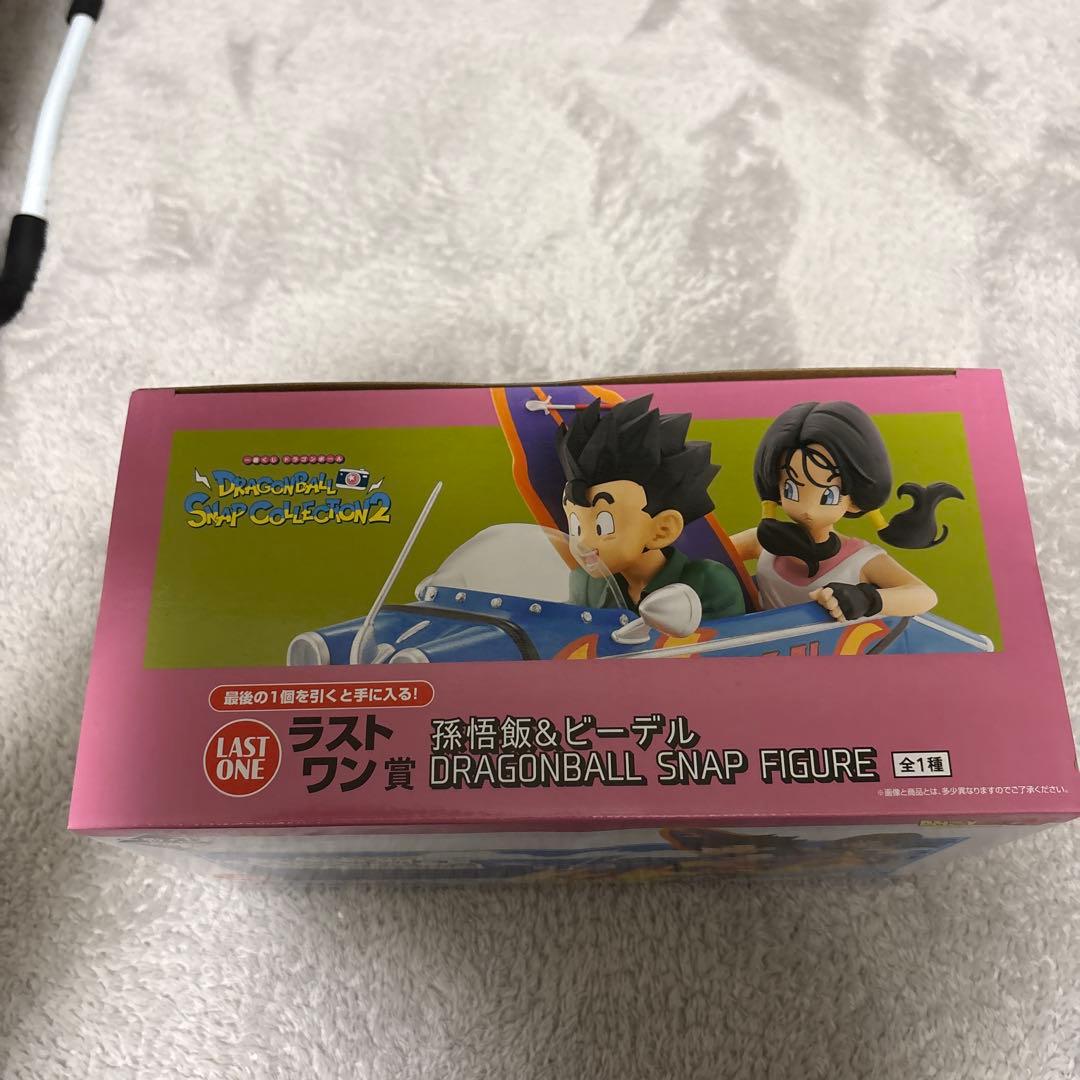 一番くじ ドラゴンボール
DRAGONBALL
SNAP COLLECTION2
最後の1個を引くと手に入る!
LAST
ONE
ラスト
ワン賞
孫悟飯&ビーデル
DRAGONBALL SNAP FIGURE
全1種
※画像と商品とは、多少異なりますのでご了承ください。